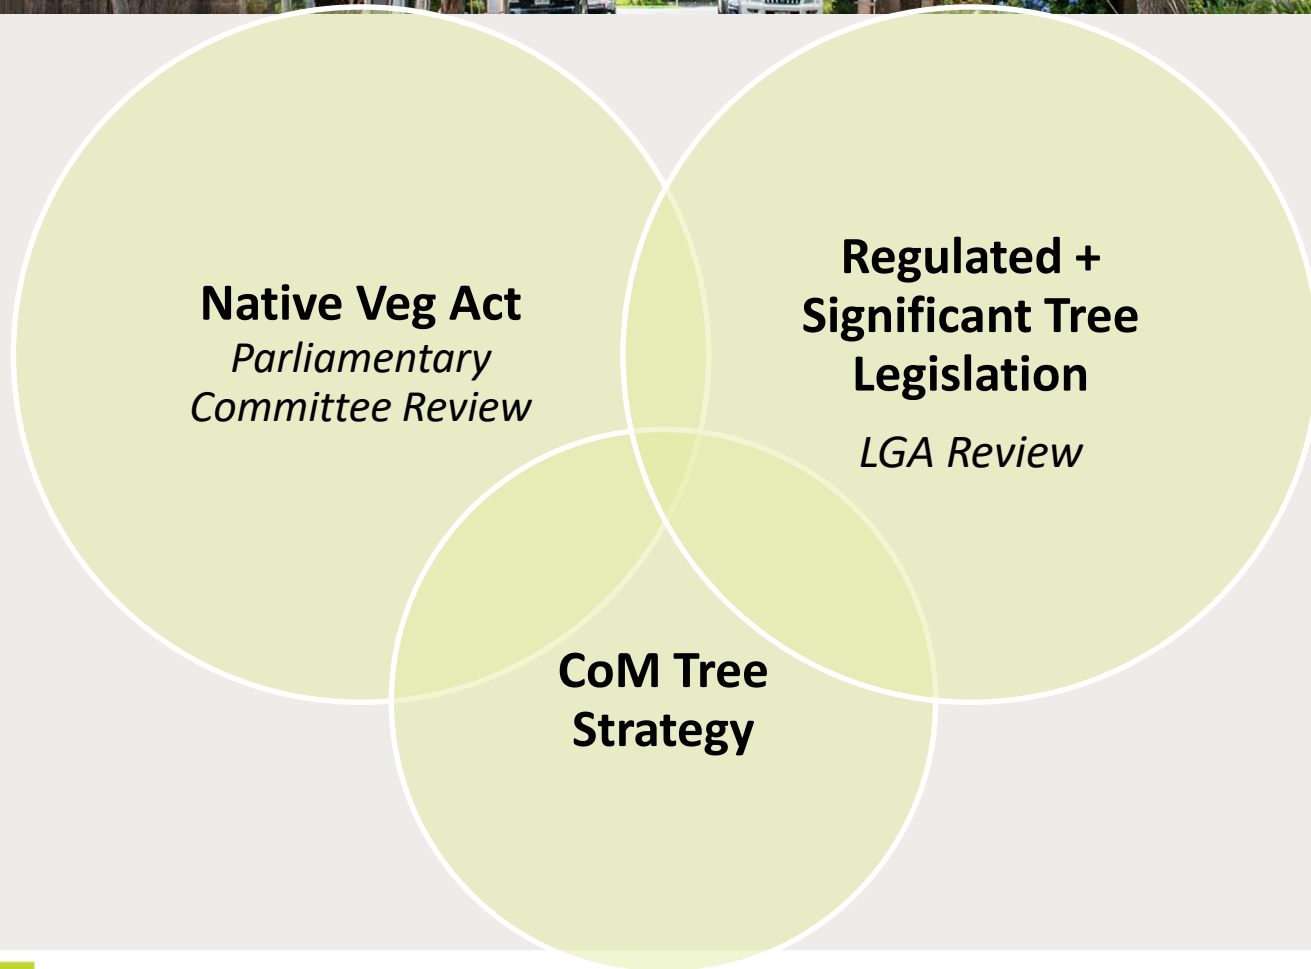 Native Veg Act
Parliamentary
Committee Review
Regulated +
Significant Tree
Legislation
LGA Review
CoM Tree
Strategy